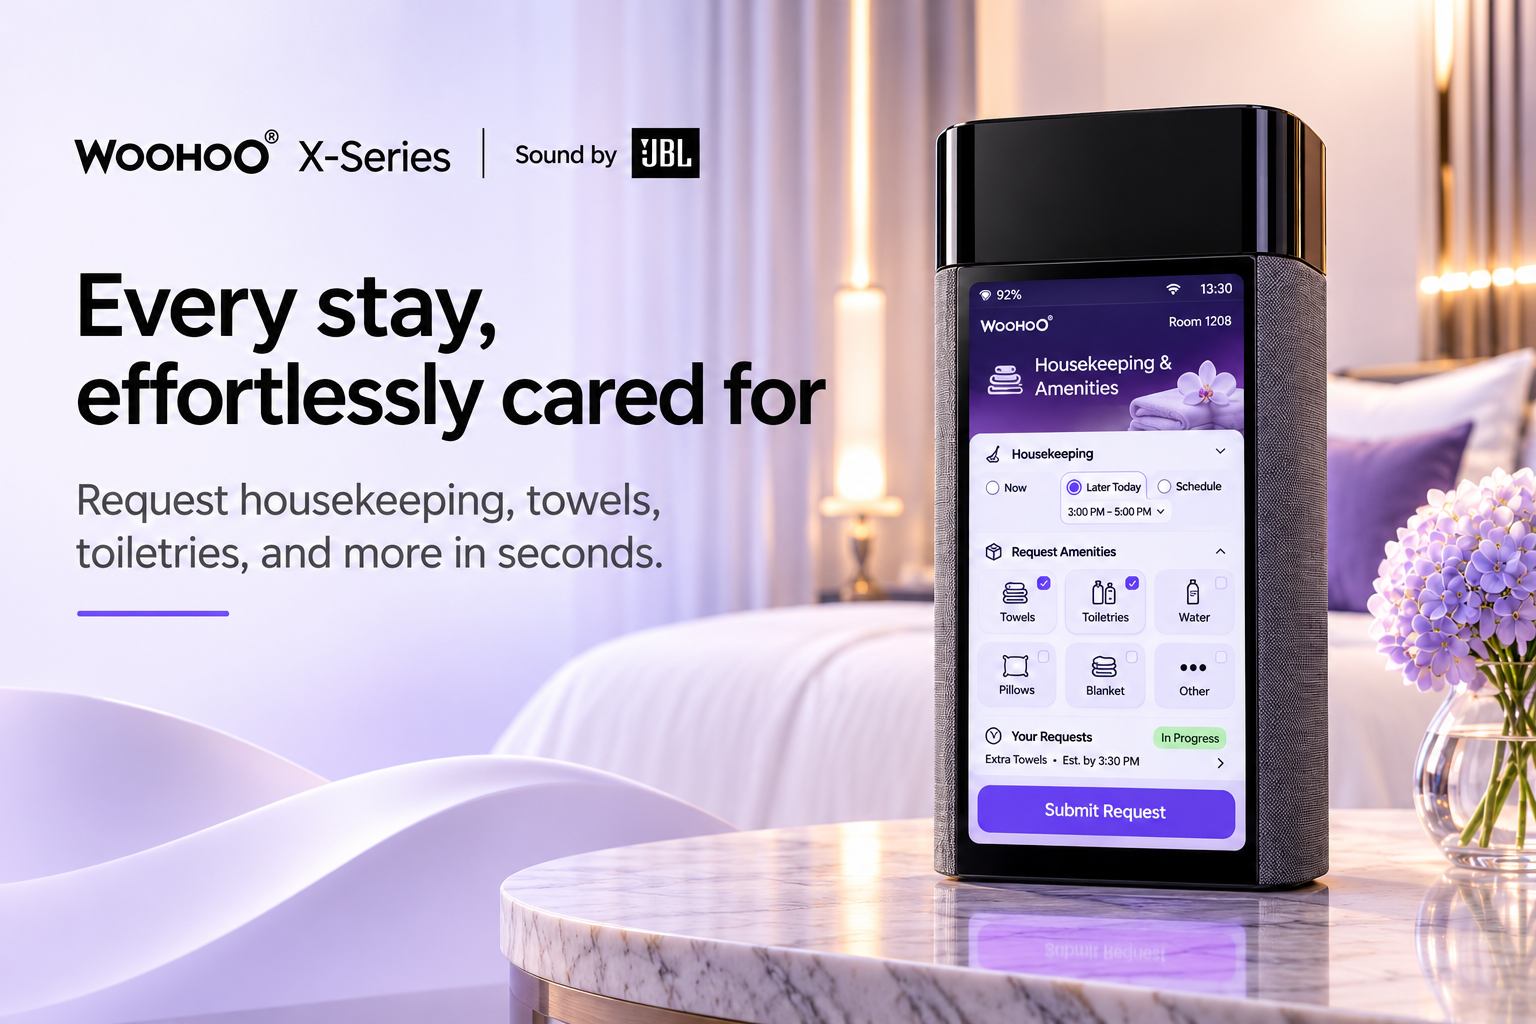 WOOHOO® X-Series
Sound by JBL
Every stay,
effortlessly cared for
Request housekeeping, towels,
toiletries, and more in seconds.
92% 13:30
WOOHOO® Room 1208
Housekeeping &
Amenities
Housekeeping
Now Later Today Schedule
3:00 PM – 5:00 PM
Request Amenities
Towels Toiletries Water
Pillows Blanket Other
Your Requests In Progress
Extra Towels • Est. by 3:30 PM
Submit Request
Submit Request